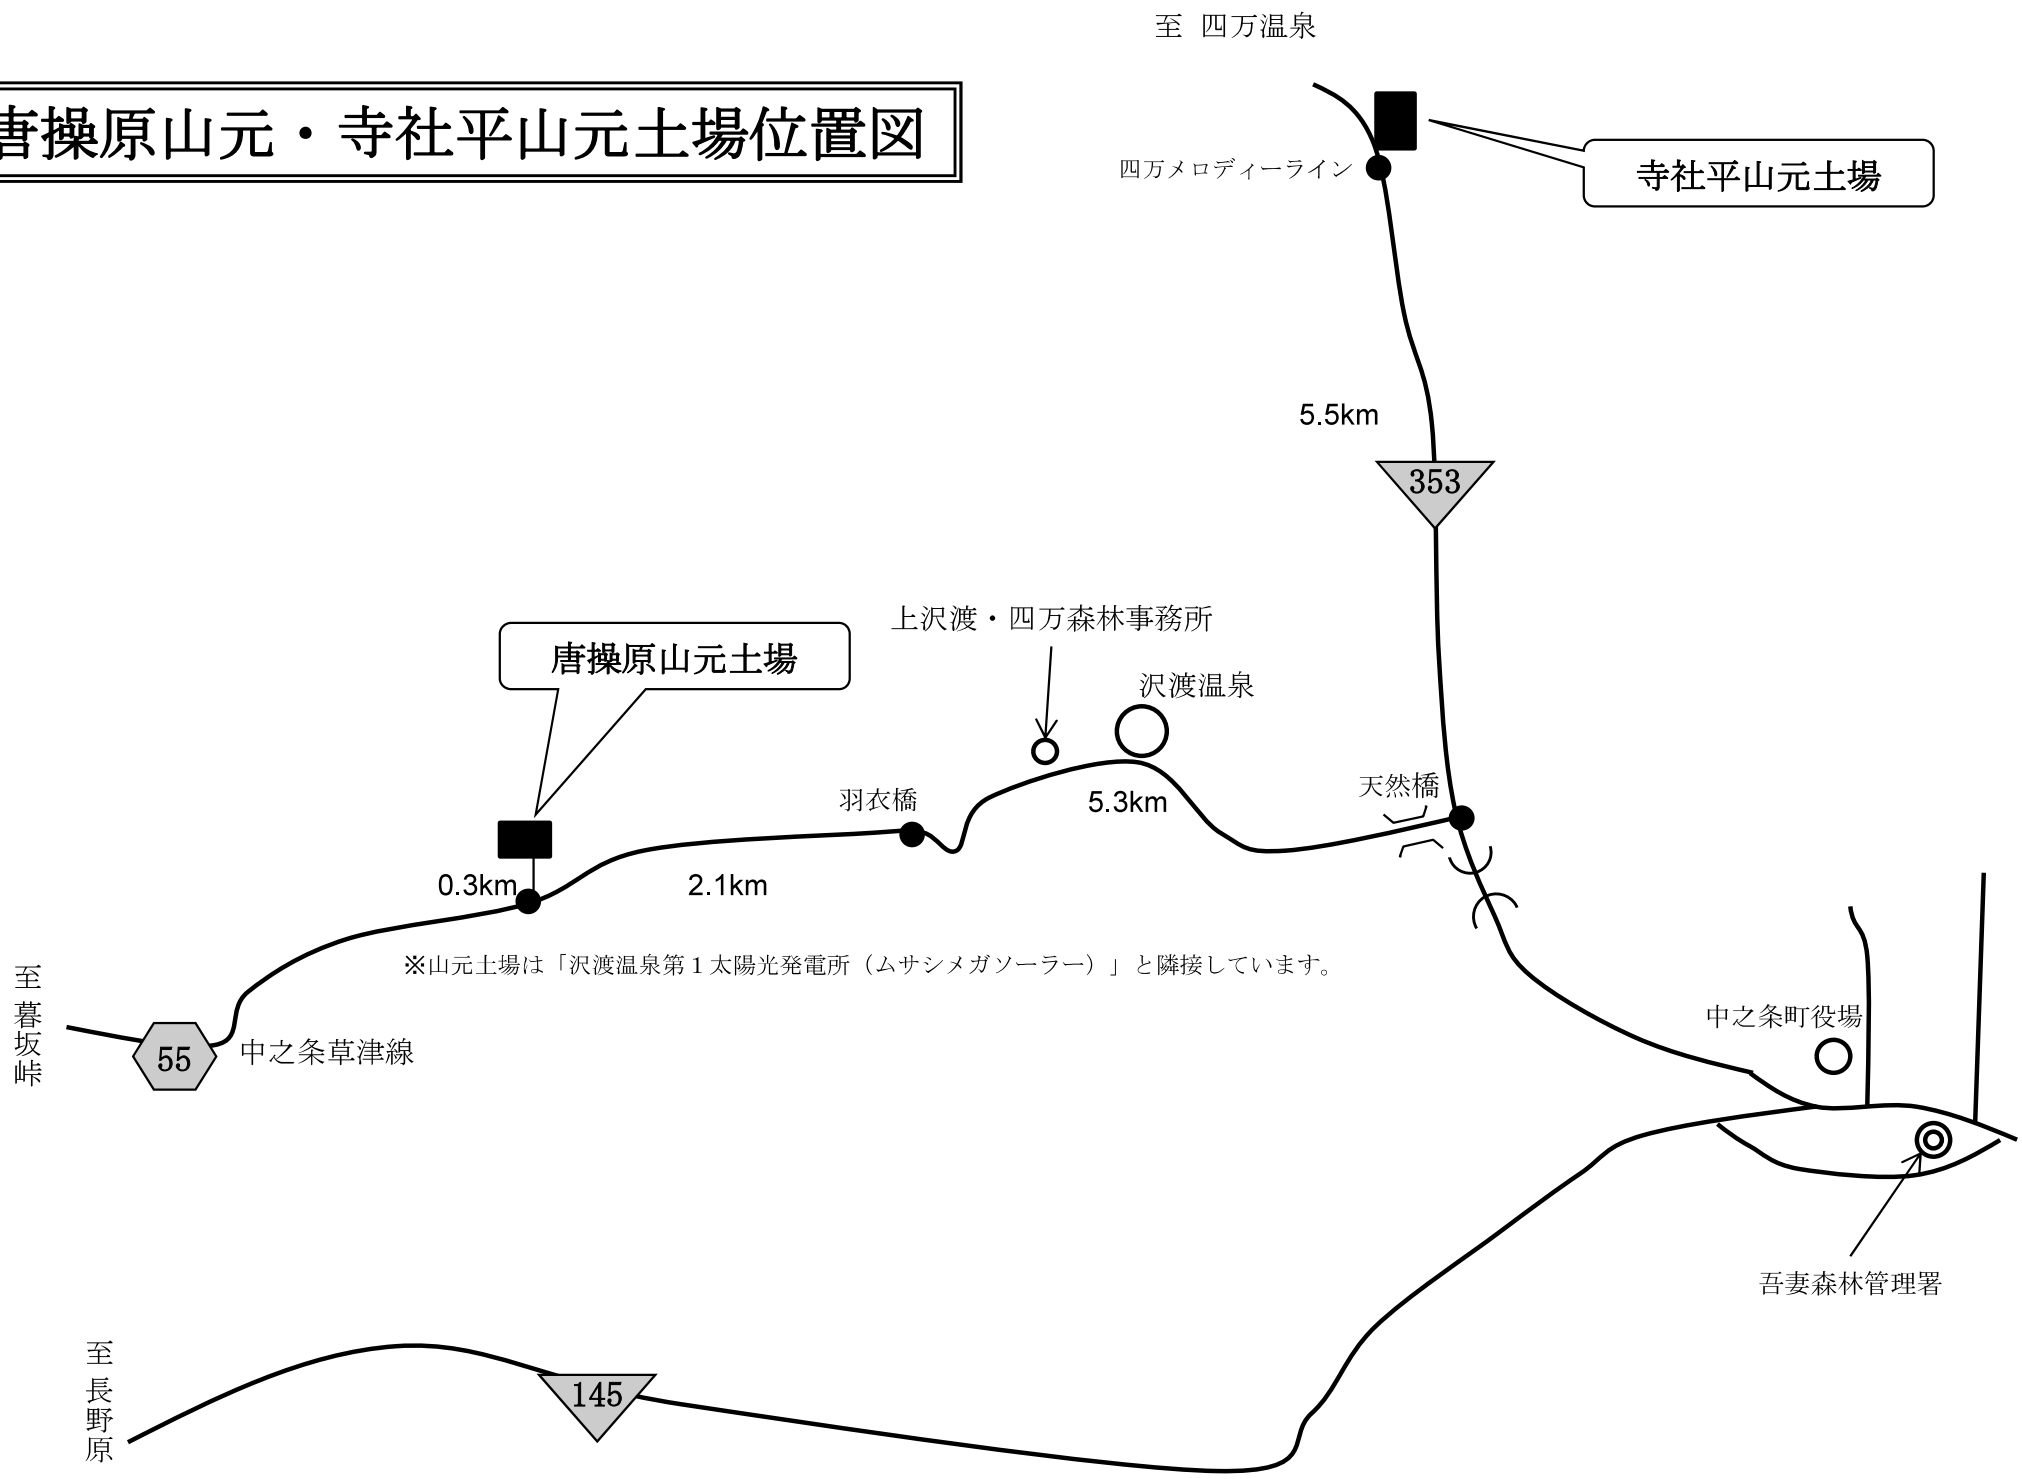 至 四万温泉
唐操原山元・寺社平山元土場位置図
四万メロディーライン
寺社平山元土場
5.5km
353
上沢渡・四万森林事務所
唐操原山元土場
沢渡温泉
天然橋
羽衣橋
5.3km
0.3km
2.1km
※山元土場は「沢渡温泉第1太陽光発電所（ムサシメガソーラー）」と隣接しています。
至 暮坂峠
中之条町役場
55
中之条草津線
吾妻森林管理署
至 長野原
145